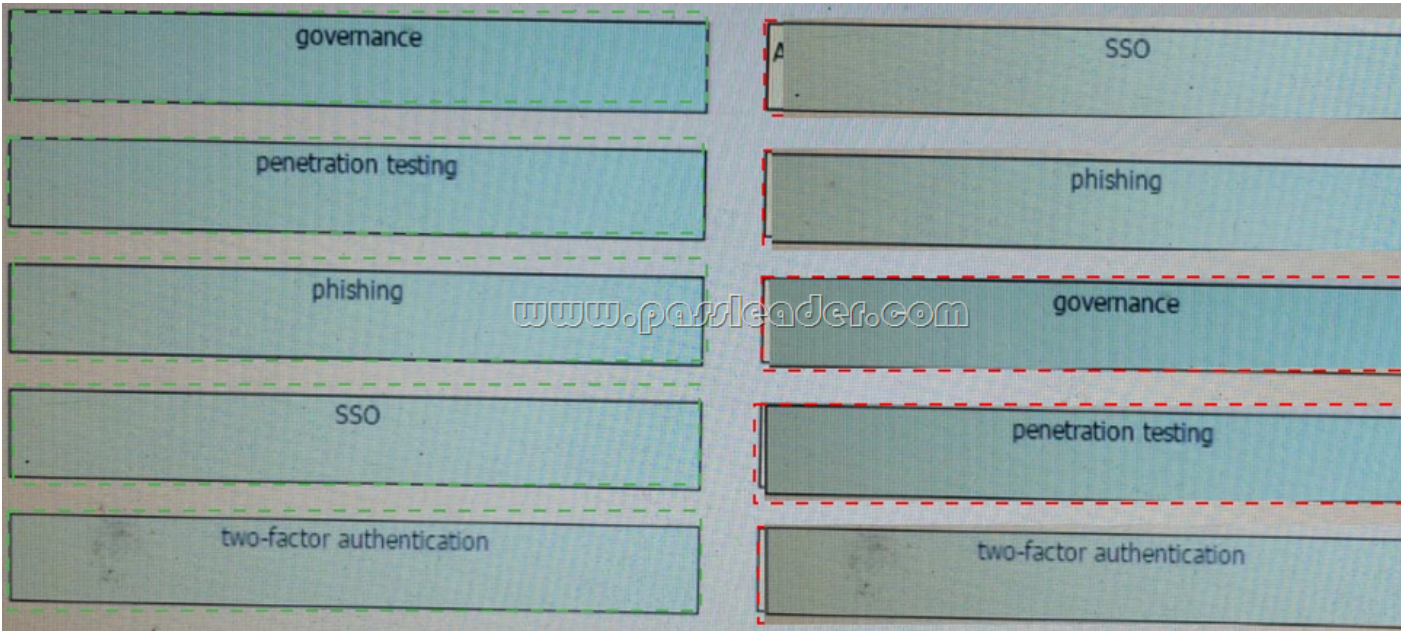 governance
SSO
A
penetration testing
phishing
phishing
governance
www.passleader.com
SSO
penetration testing
two-factor authentication
two-factor authentication